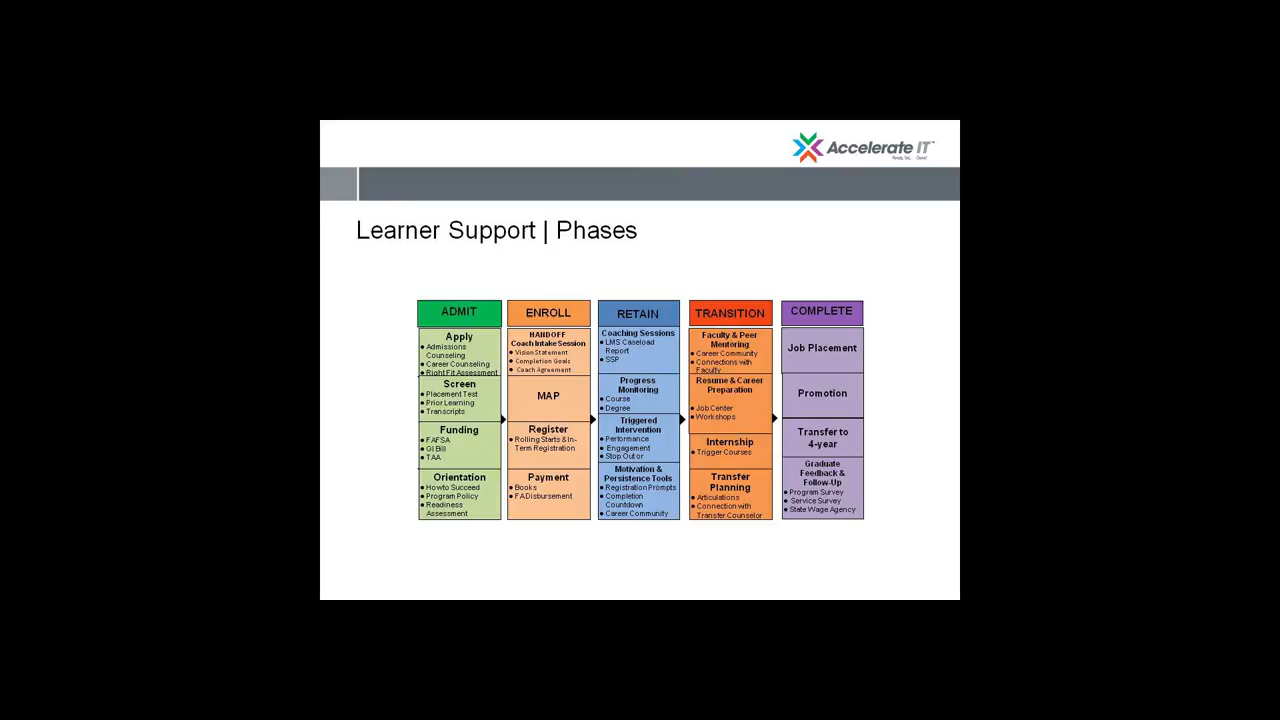 Accelerate IT
Learner Support | Phases
ADMIT
Apply
● Admissions
Counseling
● Career Counseling
● Right Fit Assessment
Screen
● Placement Test
● Prior Learning
● Transcripts
Funding
● FAFSA
● GI Bill
● TAA
Orientation
● How to Succeed
● Program Policy
● Readiness
Assessment
ENROLL
HANDOFF
Coach Intake Session
● Vision Statement
● Completion Goals
● Coach Agreement
MAP
Register
● Rolling Starts & In-
Term Registration
Payment
● Books
● FA Disbursement
RETAIN
Coaching Sessions
● LMS Caseload
Report
● SSP
Progress
Monitoring
● Course
● Degree
Triggered
Intervention
● Performance
● Engagement
● Stop Out or
Motivation &
Persistence Tools
● Registration Prompts
● Completion
Countdown
● Career Community
TRANSITION
Faculty & Peer
Mentoring
● Career Community
● Connections with
Faculty
Resume & Career
Preparation
● Job Center
● Workshops
Internship
● Trigger Courses
Transfer
Planning
● Articulations
● Connection with
Transfer Counselor
COMPLETE
Job Placement
Promotion
Transfer to
4-year
Graduate
Feedback &
Follow-Up
● Program Survey
● Service Survey
● State Wage Agency